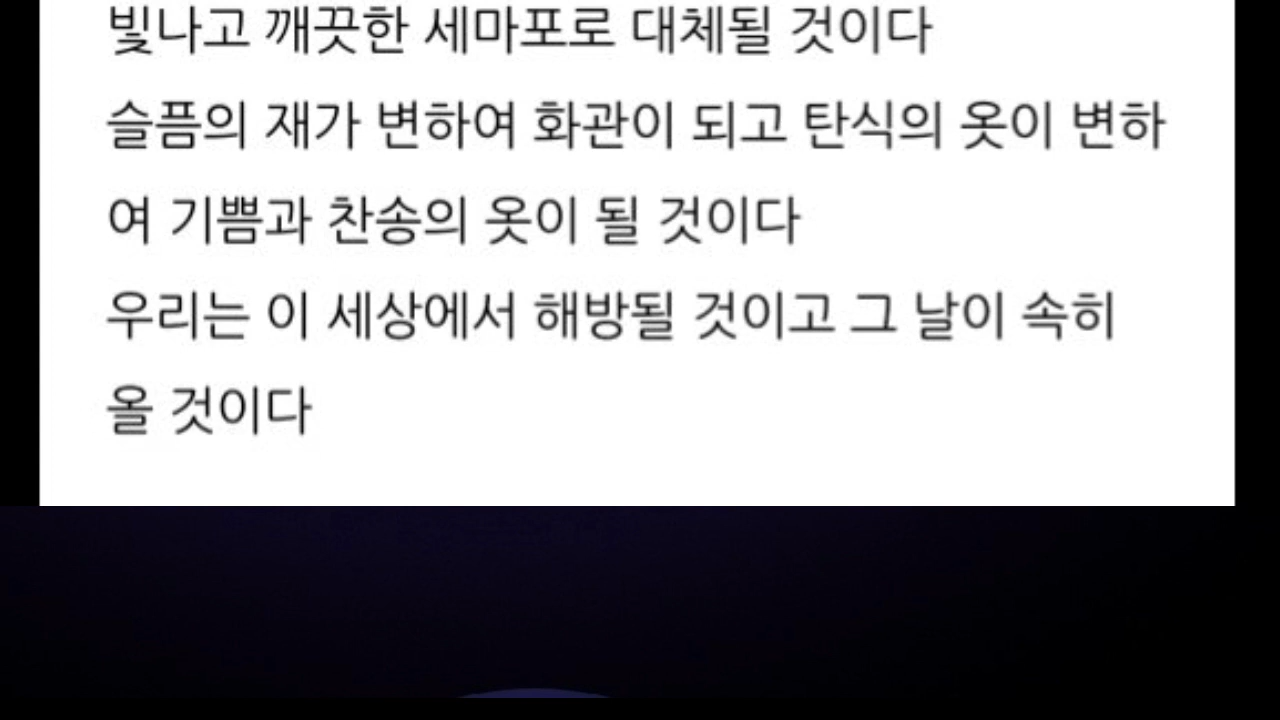 빛나고 깨끗한 세마포로 대체될 것이다
슬픔의 재가 변하여 화관이 되고 탄식의 옷이 변하
여 기쁨과 찬송의 옷이 될 것이다
우리는 이 세상에서 해방될 것이고 그 날이 속히
올 것이다